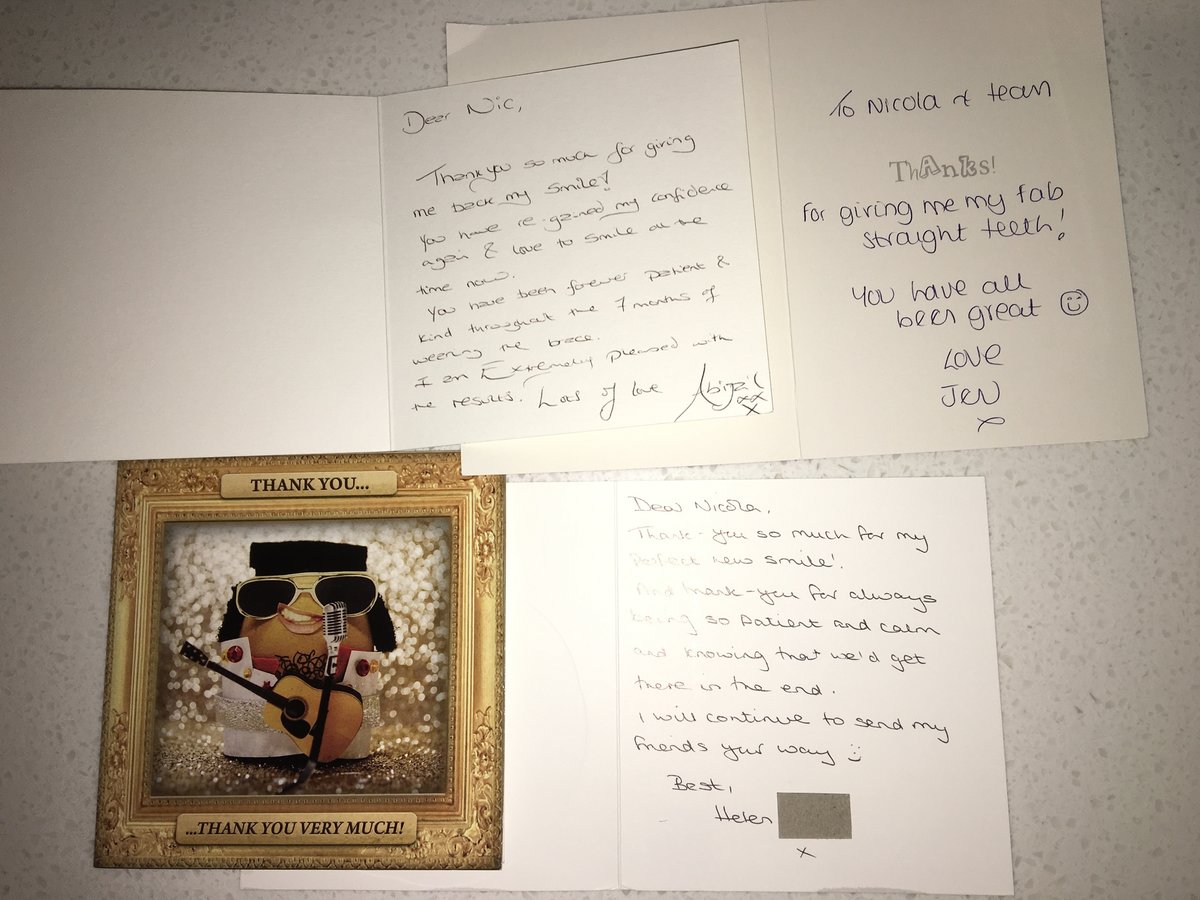 Dear Nic,
Thankyou so much for giving
me back my smile!
You have re-gained my confidence
again & love to smile all the
time now.
You have been forever patient &
kind throughout the 7 months of
wearing the brace.
I am Extremely pleased with
the results. Lots of love Abigail
xx
x
To Nicola & team
Thanks!
for giving me my fab
straight teeth!
You have all
been great ☺
Love
Jen
x
THANK YOU...
...THANK YOU VERY MUCH!
Dear Nicola,
Thank-you so much for my
perfect new smile!
And thank-you for always
being so patient and calm
and knowing that we'd get
there in the end.
I will continue to send my
friends your way :)
Best,
Helen
x